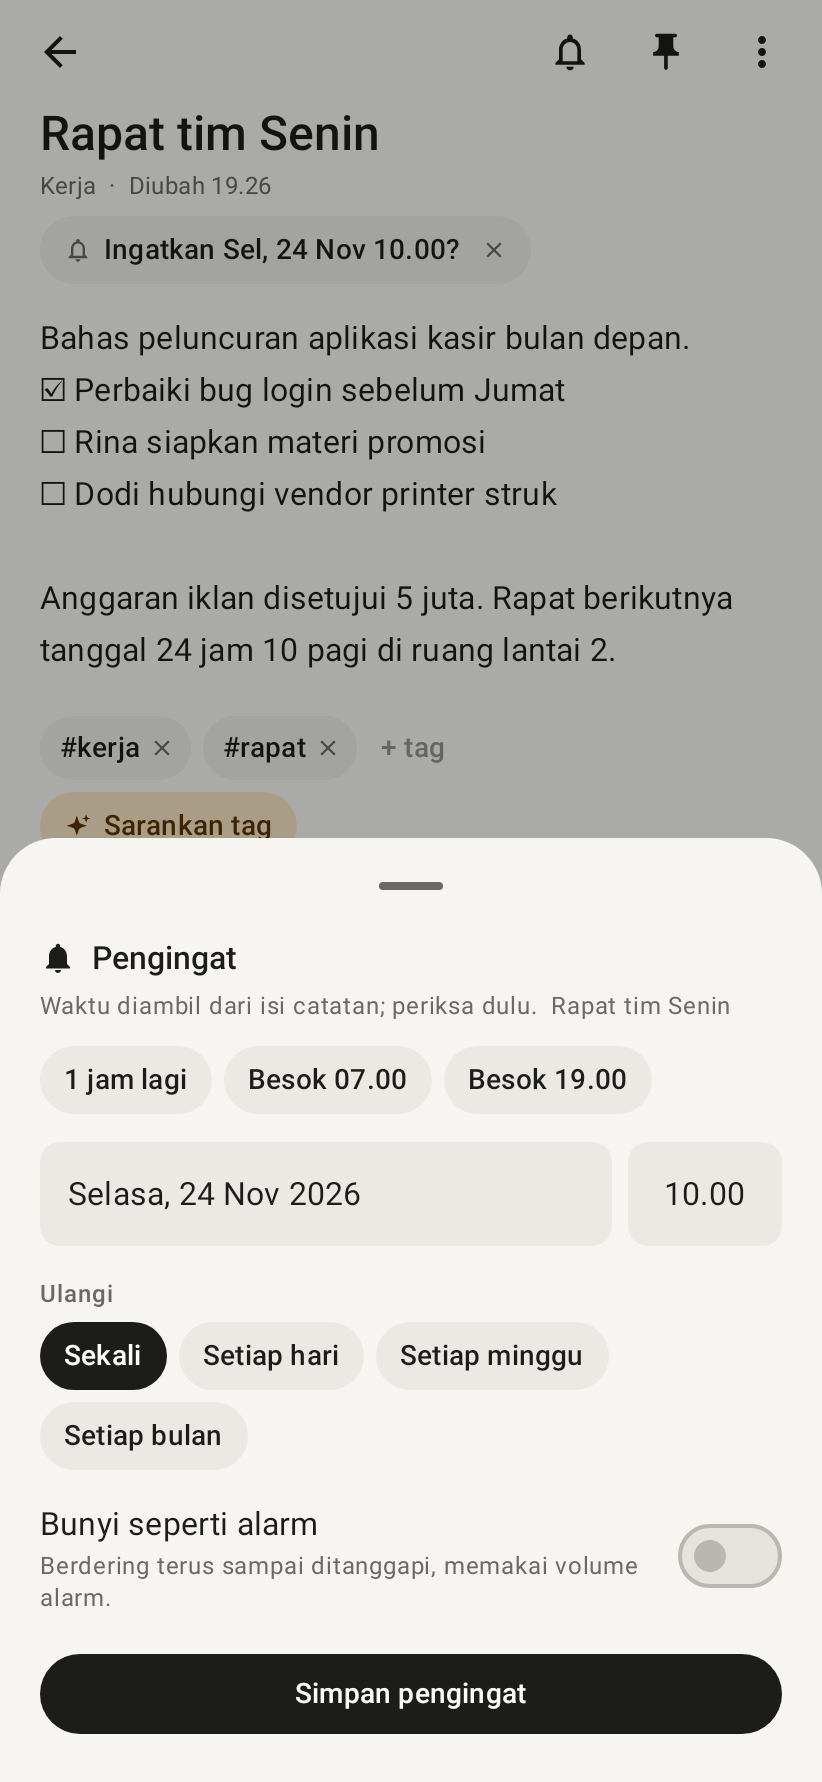 Rapat tim Senin
Kerja · Diubah 19.26
Ingatkan Sel, 24 Nov 10.00?
Bahas peluncuran aplikasi kasir bulan depan.
☑ Perbaiki bug login sebelum Jumat
☐ Rina siapkan materi promosi
☐ Dodi hubungi vendor printer struk
Anggaran iklan disetujui 5 juta. Rapat berikutnya
tanggal 24 jam 10 pagi di ruang lantai 2.
#kerja #rapat + tag
Sarankan tag
Pengingat
Waktu diambil dari isi catatan; periksa dulu. Rapat tim Senin
1 jam lagi Besok 07.00 Besok 19.00
Selasa, 24 Nov 2026 10.00
Ulangi
Sekali Setiap hari Setiap minggu
Setiap bulan
Bunyi seperti alarm
Berdering terus sampai ditanggapi, memakai volume
alarm.
Simpan pengingat